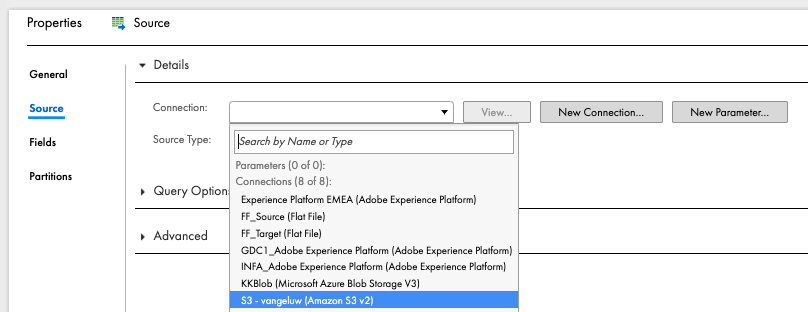 Properties Source
General
Source
Fields
Partitions
Details
Connection: View... New Connection... New Parameter...
Source Type:
Search by Name or Type
Parameters (0 of 0):
Connections (8 of 8):
Experience Platform EMEA (Adobe Experience Platform)
FF_Source (Flat File)
FF_Target (Flat File)
GDC1_Adobe Experience Platform (Adobe Experience Platform)
INFA_Adobe Experience Platform (Adobe Experience Platform)
KKBlob (Microsoft Azure Blob Storage V3)
S3 - vangeluw (Amazon S3 v2)
Query Option
Advanced